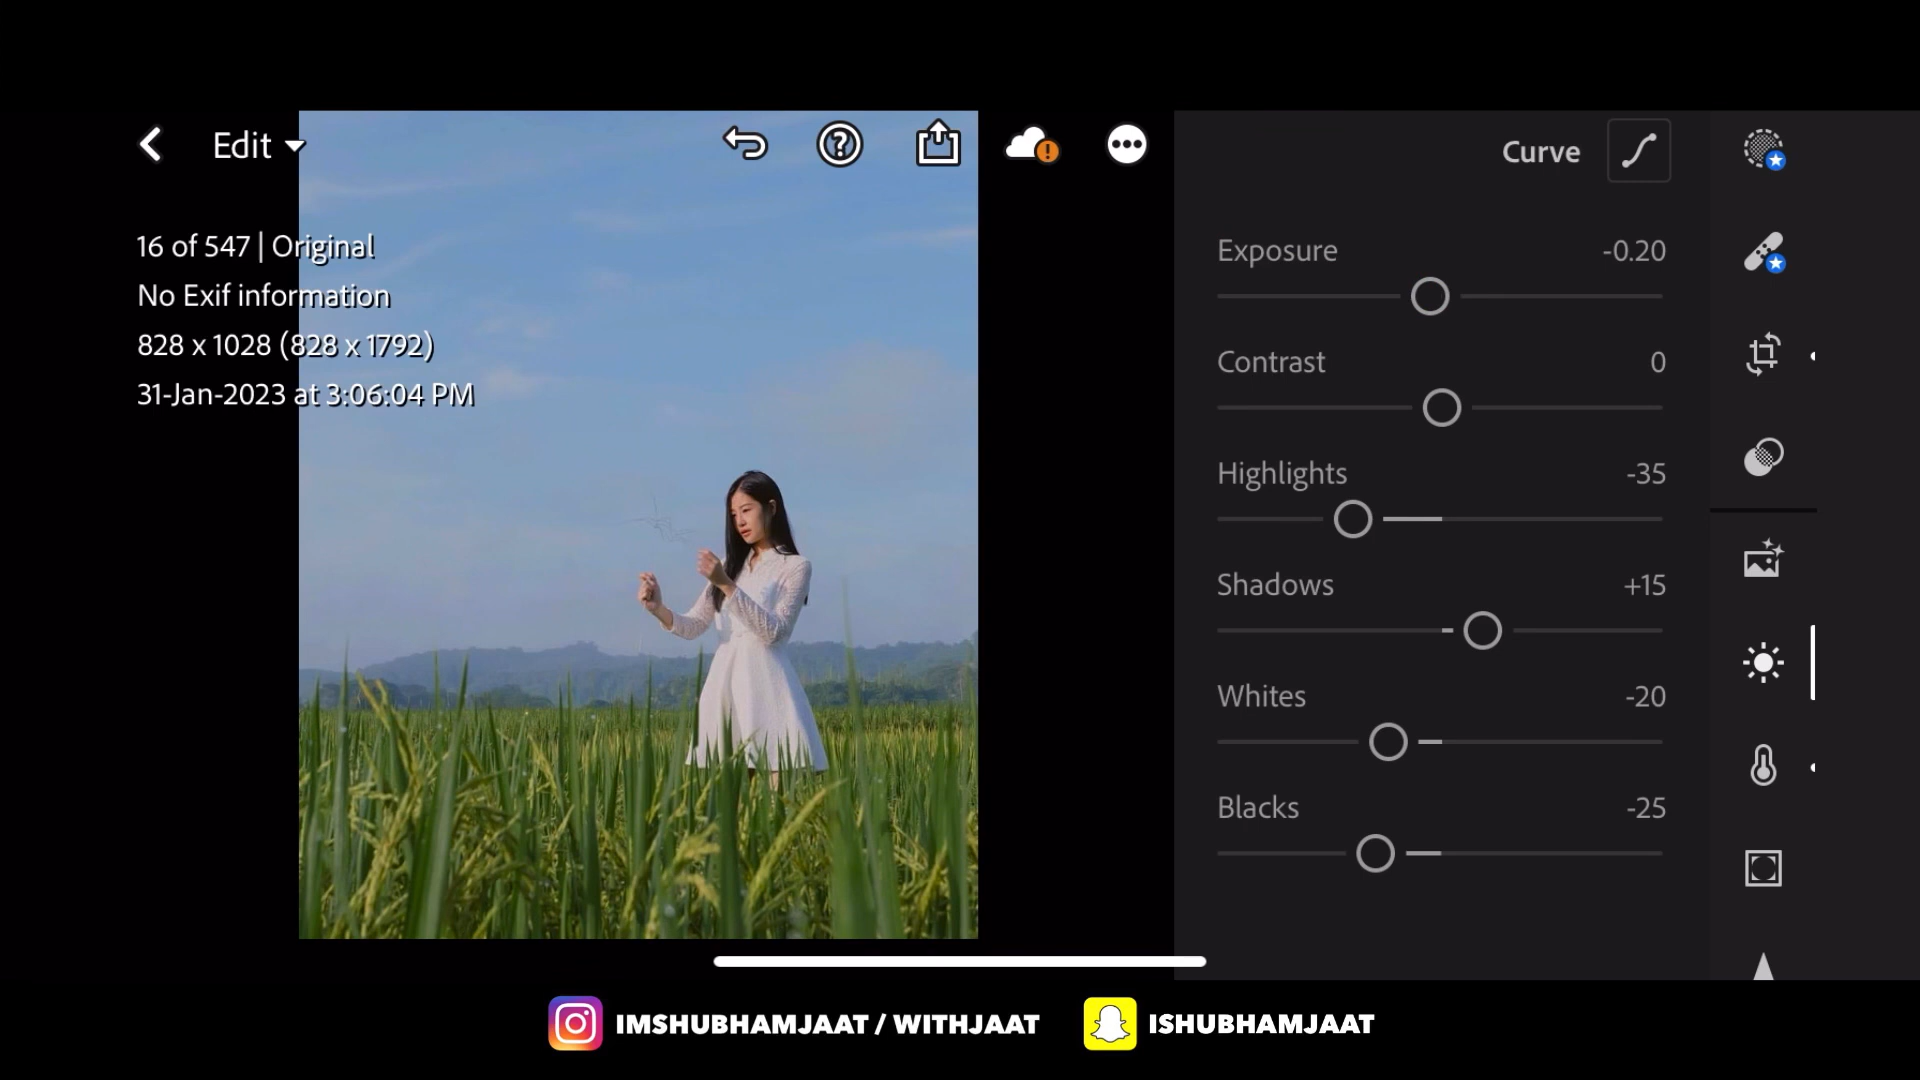 Edit
Curve
16 of 547 | Original
No Exif information
828 x 1028 (828 x 1792)
31-Jan-2023 at 3:06:04 PM
Exposure -0.20
Contrast 0
Highlights -35
Shadows +15
Whites -20
Blacks -25
IMSHUBHAMJAAT / WITHJAAT ISHUBHAMJAAT